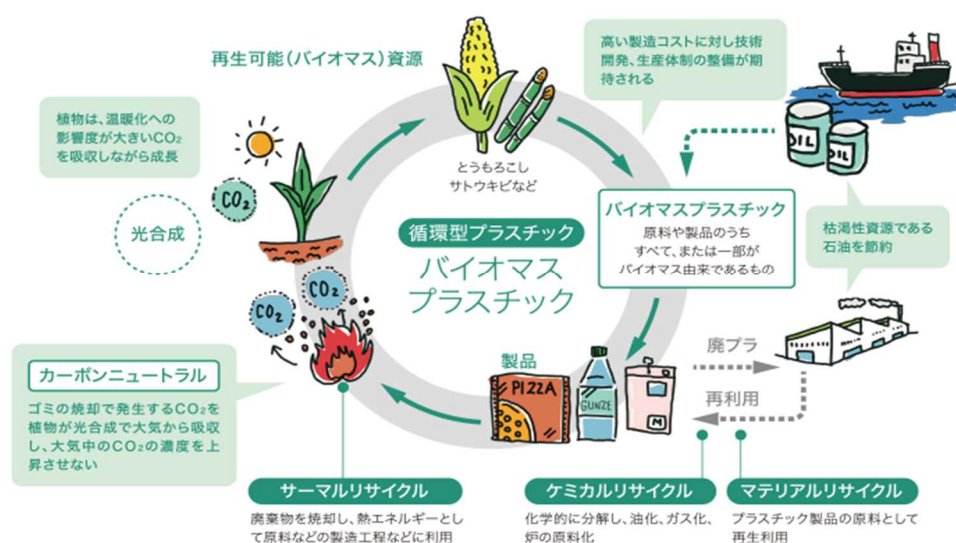 再生可能(バイオマス)資源
高い製造コストに対し技術
開発、生産体制の整備が期
待される
植物は、温暖化への
影響度が大きいCO₂
を吸収しながら成長
CO₂
光合成
とうもろこし
サトウキビなど
OIL
OIL
バイオマスプラスチック
原料や製品のうち
すべて、または一部が
バイオマス由来であるもの
枯渇性資源である
石油を節約
循環型プラスチック
バイオマス
プラスチック
CO₂
CO₂
カーボンニュートラル
ゴミの焼却で発生するCO₂を
植物が光合成で大気から吸収
し、大気中のCO₂の濃度を上
昇させない
製品
PIZZA
GUNZE
M
廃プラ
再利用
サーマルリサイクル
廃棄物を焼却し、熱エネルギーとし
て原料などの製造工程などに利用
ケミカルリサイクル
化学的に分解し、油化、ガス化、
炉の原料化
マテリアルリサイクル
プラスチック製品の原料として
再生利用